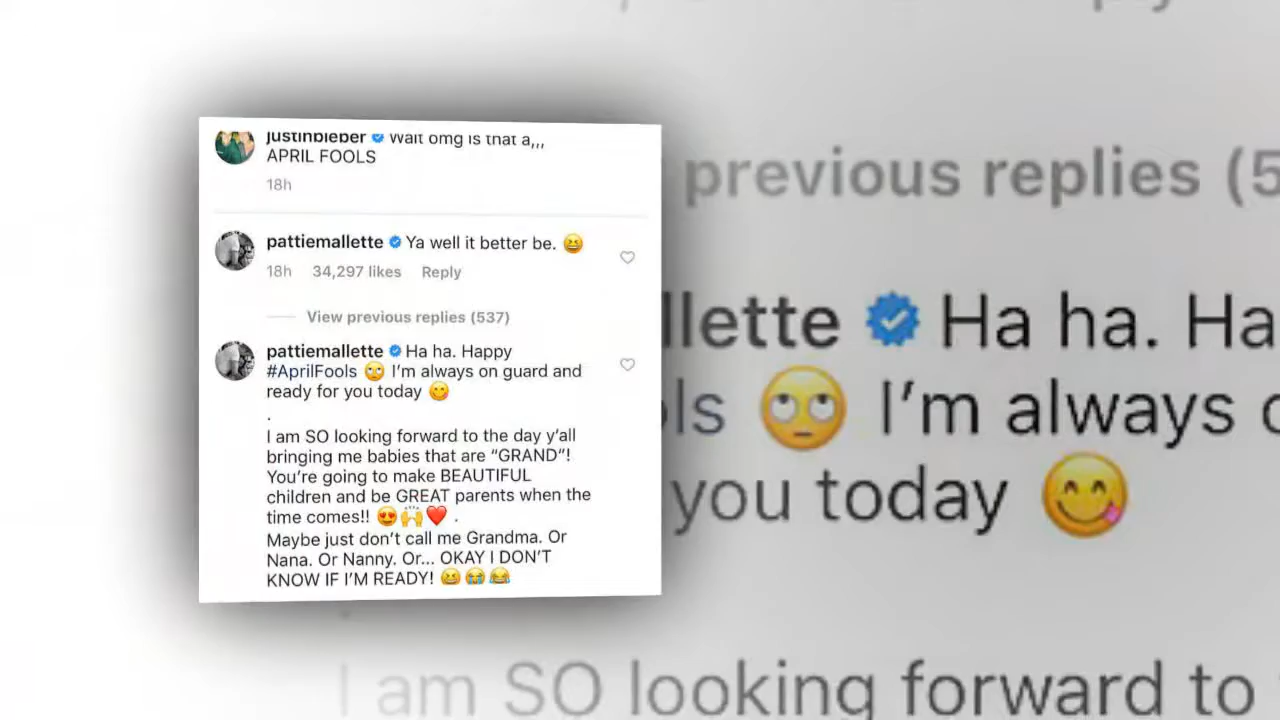 justinbieber Wait omg is that a,,,
APRIL FOOLS
18h
pattiemallette Ya well it better be. 😆
18h 34,297 likes Reply
View previous replies (537)
pattiemallette Ha ha. Happy
#AprilFools 🙄 I'm always on guard and
ready for you today 😋
.
I am SO looking forward to the day y'all
bringing me babies that are "GRAND"!
You're going to make BEAUTIFUL
children and be GREAT parents when the
time comes!! 😍🙌❤️ .
Maybe just don't call me Grandma. Or
Nana. Or Nanny. Or... OKAY I DON'T
KNOW IF I'M READY! 😆😭😂
previous replies (5
llette Ha ha. Ha
ls 🙄 I'm always
you today 😋
I am SO looking forward to